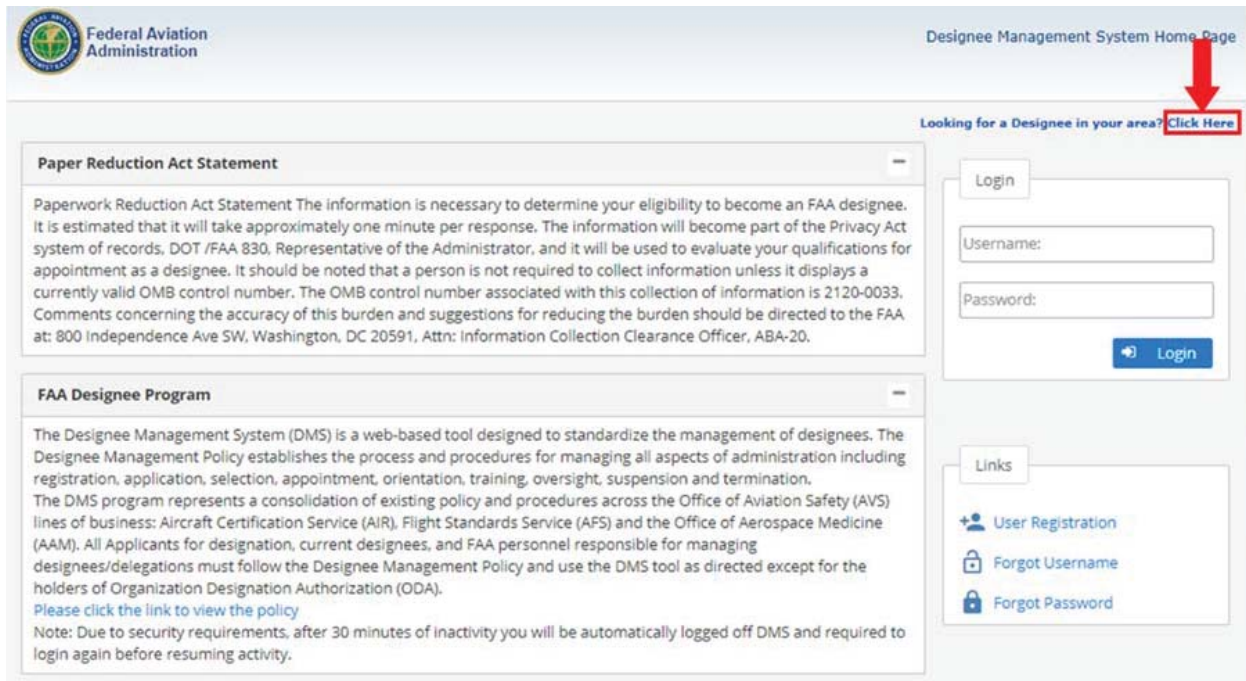 Federal Aviation
Administration
Designee Management System Home Page
Looking for a Designee in your area? Click Here
Paper Reduction Act Statement
Paperwork Reduction Act Statement The information is necessary to determine your eligibility to become an FAA designee.
It is estimated that it will take approximately one minute per response. The information will become part of the Privacy Act
system of records, DOT /FAA 830, Representative of the Administrator, and it will be used to evaluate your qualifications for
appointment as a designee. It should be noted that a person is not required to collect information unless it displays a
currently valid OMB control number. The OMB control number associated with this collection of information is 2120-0033.
Comments concerning the accuracy of this burden and suggestions for reducing the burden should be directed to the FAA
at: 800 Independence Ave SW, Washington, DC 20591, Attn: Information Collection Clearance Officer, ABA-20.
FAA Designee Program
The Designee Management System (DMS) is a web-based tool designed to standardize the management of designees. The
Designee Management Policy establishes the process and procedures for managing all aspects of administration including
registration, application, selection, appointment, orientation, training, oversight, suspension and termination.
The DMS program represents a consolidation of existing policy and procedures across the Office of Aviation Safety (AVS)
lines of business: Aircraft Certification Service (AIR), Flight Standards Service (AFS) and the Office of Aerospace Medicine
(AAM). All Applicants for designation, current designees, and FAA personnel responsible for managing
designees/delegations must follow the Designee Management Policy and use the DMS tool as directed except for the
holders of Organization Designation Authorization (ODA).
Please click the link to view the policy
Note: Due to security requirements, after 30 minutes of inactivity you will be automatically logged off DMS and required to
login again before resuming activity.
Login
Username:
Password:
Login
Links
User Registration
Forgot Username
Forgot Password